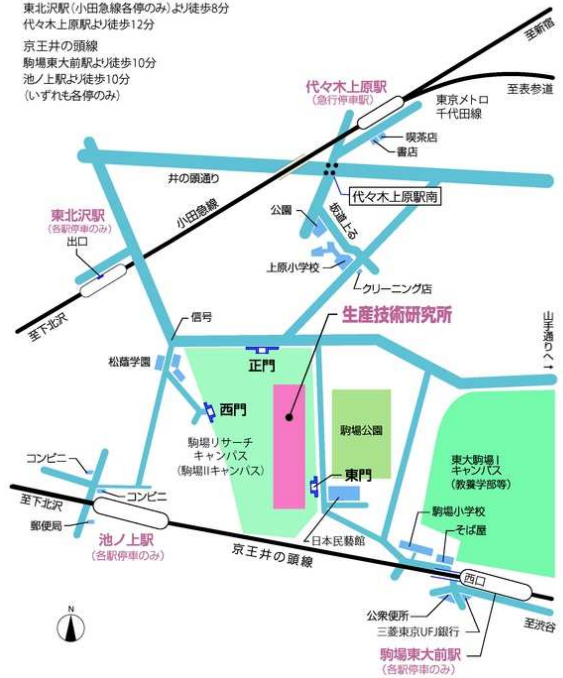 東北沢駅(小田急線各停のみ)より徒歩8分
代々木上原駅より徒歩12分
京王井の頭線
駒場東大前駅より徒歩10分
池ノ上駅より徒歩10分
(いずれも各停のみ)
至新宿
代々木上原駅
(急行停車駅)
東京メトロ
千代田線
至表参道
喫茶店
書店
井の頭通り
代々木上原駅南
小田急線
東北沢駅
(各駅停車のみ)
出口
公園
坂道上る
上原小学校
クリーニング店
至下北沢
信号
生産技術研究所
山手通りへ→
松蔭学園
正門
西門
駒場リサーチ
キャンパス
(駒場IIキャンパス)
駒場公園
東大駒場I
キャンパス
(教養学部等)
東門
コンビニ
コンビニ
至下北沢
郵便局
池ノ上駅
(各駅停車のみ)
京王井の頭線
日本民藝館
駒場小学校
そば屋
西口
公衆便所
三菱東京UFJ銀行
至渋谷
駒場東大前駅
(各駅停車のみ)
N